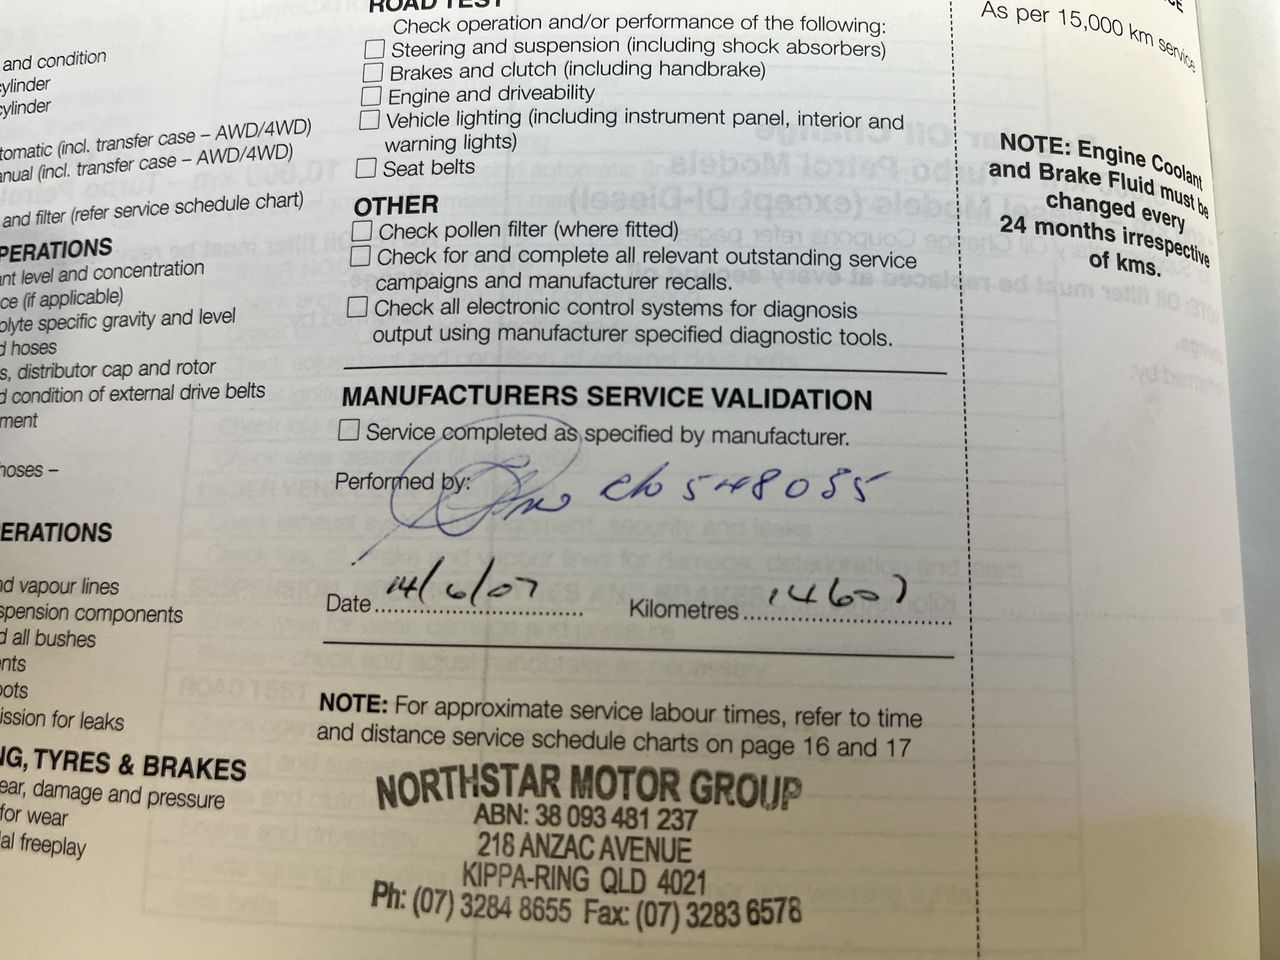 and condition
ylinder
ylinder
tomatic (incl. transfer case – AWD/4WD)
anual (incl. transfer case – AWD/4WD)
and filter (refer service schedule chart)
PERATIONS
nt level and concentration
ce (if applicable)
olyte specific gravity and level
d hoses
s, distributor cap and rotor
d condition of external drive belts
ment
hoses –
ERATIONS
nd vapour lines
spension components
d all bushes
nts
oots
ission for leaks
NG, TYRES & BRAKES
ear, damage and pressure
for wear
al freeplay
ROAD TEST
Check operation and/or performance of the following:
Steering and suspension (including shock absorbers)
Brakes and clutch (including handbrake)
Engine and driveability
Vehicle lighting (including instrument panel, interior and
warning lights)
Seat belts
OTHER
Check pollen filter (where fitted)
Check for and complete all relevant outstanding service
campaigns and manufacturer recalls.
Check all electronic control systems for diagnosis
output using manufacturer specified diagnostic tools.
MANUFACTURERS SERVICE VALIDATION
Service completed as specified by manufacturer.
Performed by: 548085
Date 14/6/07 Kilometres 14607
NOTE: For approximate service labour times, refer to time
and distance service schedule charts on page 16 and 17
NORTHSTAR MOTOR GROUP
ABN: 38 093 481 237
218 ANZAC AVENUE
KIPPA-RING QLD 4021
Ph: (07) 3284 8655 Fax: (07) 3283 6578
As per 15,000 km service
NOTE: Engine Coolant
and Brake Fluid must be
changed every
24 months irrespective
of kms.